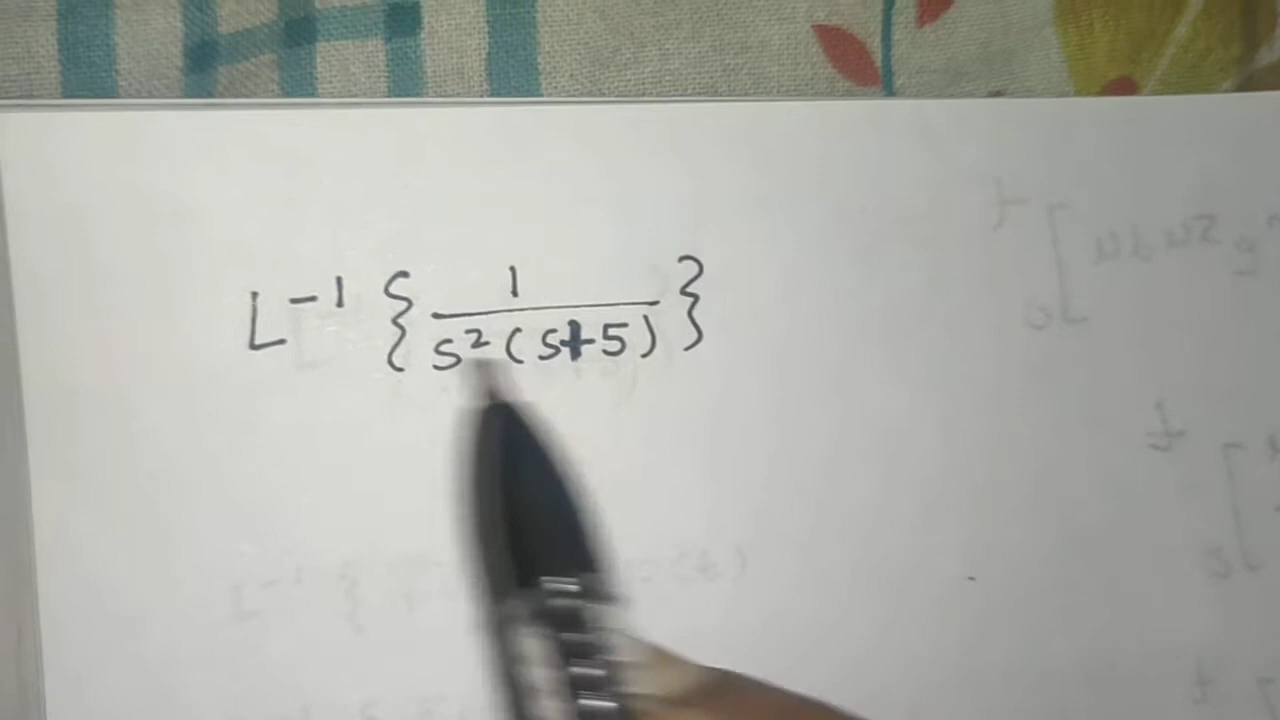 L⁻¹ { 1 / s²(s+5) }